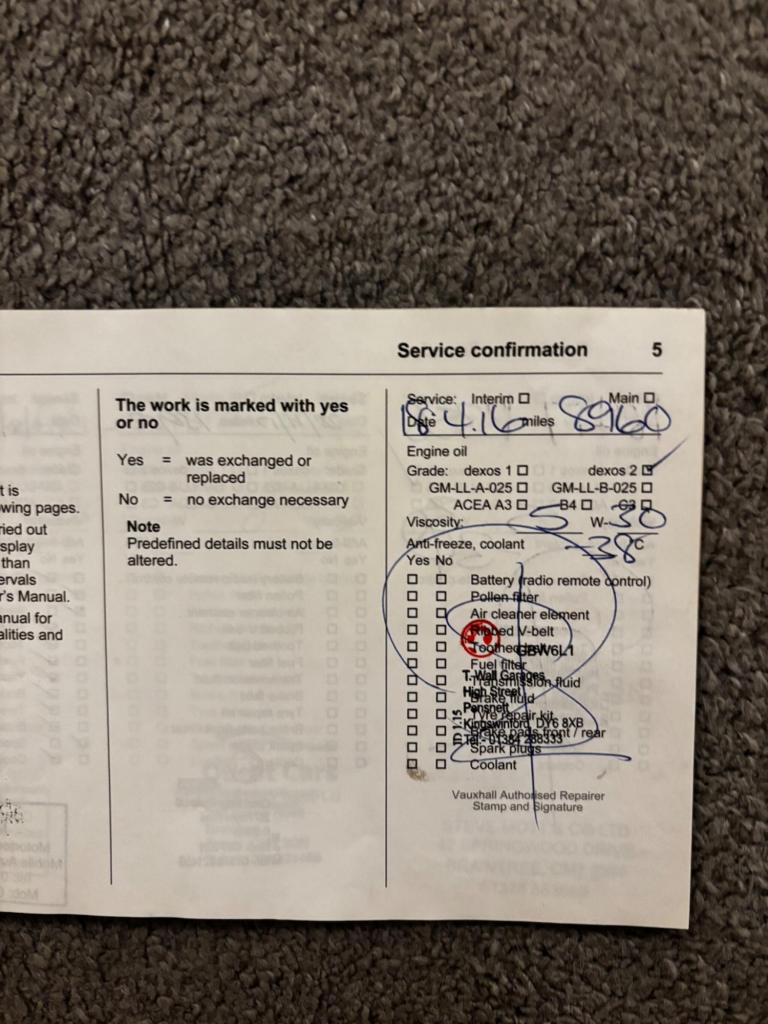 Service confirmation 5
t is
wing pages.
ried out
splay
than
ervals
r's Manual.
anual for
alities and
The work is marked with yes
or no
Yes = was exchanged or
replaced
No = no exchange necessary
Note
Predefined details must not be
altered.
Service: Interim Main
Date 18.4.16 miles 8960
Engine oil
Grade: dexos 1 dexos 2 ✓
GM-LL-A-025 GM-LL-B-025
ACEA A3 B4 C3
Viscosity: 5 W-30
Anti-freeze, coolant -38°C
Yes No
Battery (radio remote control)
Pollen filter
Air cleaner element
Ribbed V-belt
Toothed belt
GBW6L1
Fuel filter
T. Wall Garages
Transmission fluid
High Street
Brake fluid
Pensnett
Tyre repair kit
Kingswinford DY6 8XB
Brake pads front / rear
Tel:- 01384 288333
Spark plugs
Coolant
Vauxhall Authorised Repairer
Stamp and Signature